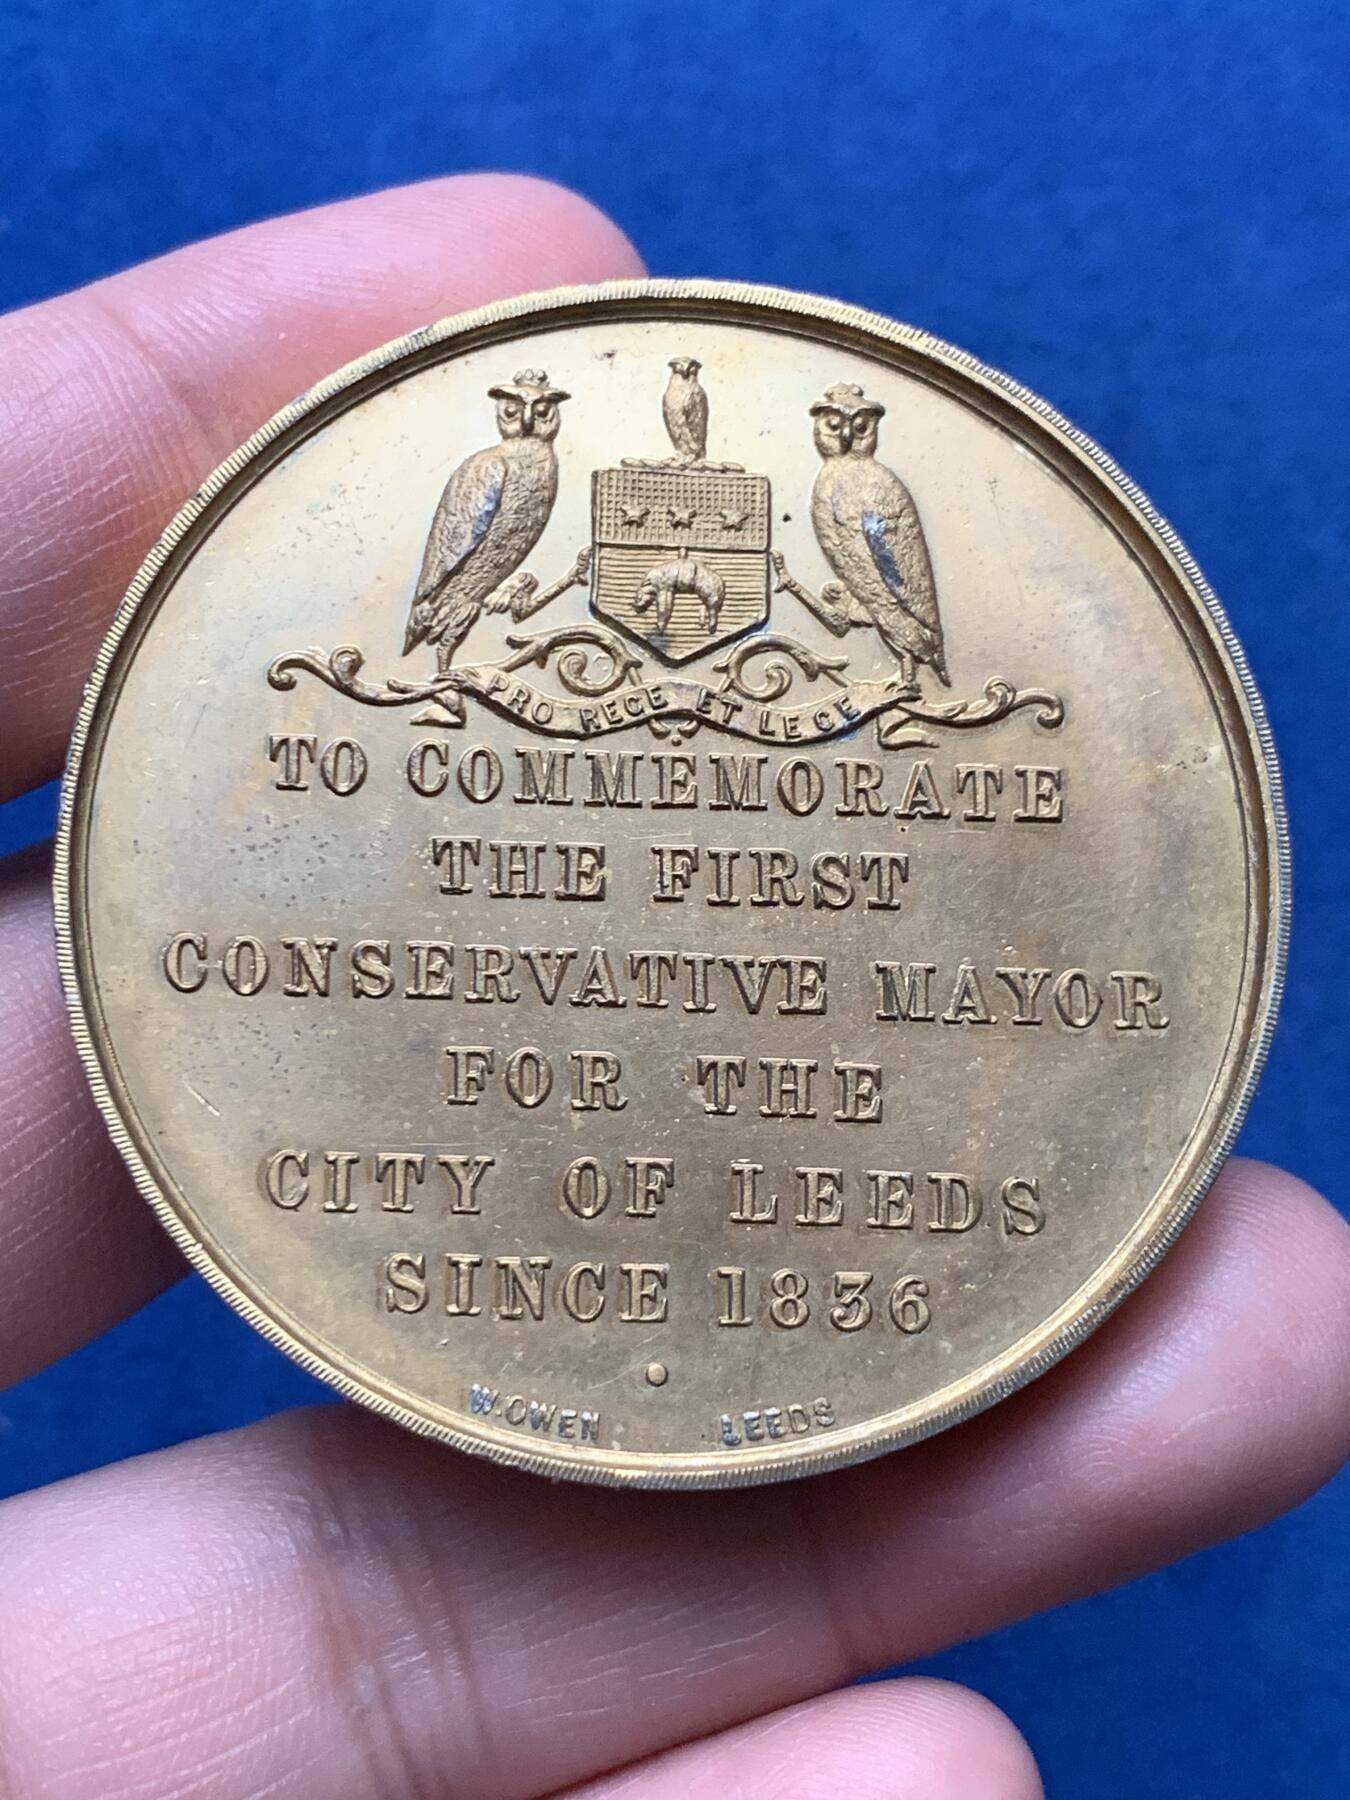 PRO REGE ET LEGE
TO COMMEMORATE
THE FIRST
CONSERVATIVE MAYOR
FOR THE
CITY OF LEEDS
SINCE 1836
W.OWEN LEEDS